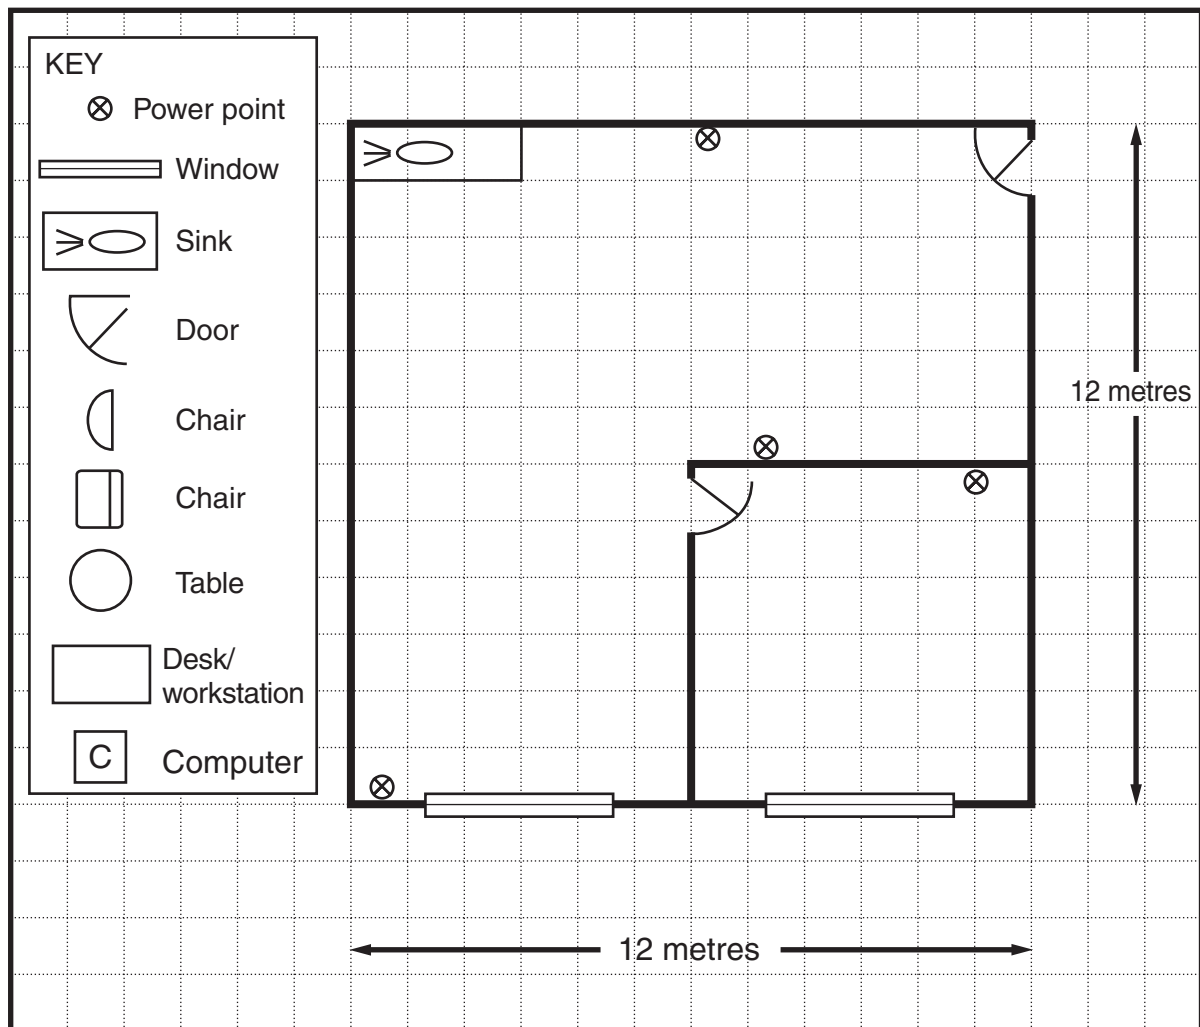 KEY
Power point
Window
Sink
Door
Chair
Chair
Table
Desk/
workstation
C
Computer
12 metres
12 metres